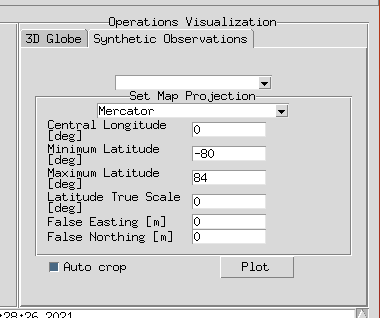 Operations Visualization
3D Globe Synthetic Observations
Set Map Projection
Mercator
Central Longitude
[deg] 0
Minimum Latitude
[deg] -80
Maximum Latitude
[deg] 84
Latitude True Scale
[deg] 0
False Easting [m] 0
False Northing [m] 0
Auto crop Plot
:28:26 2021